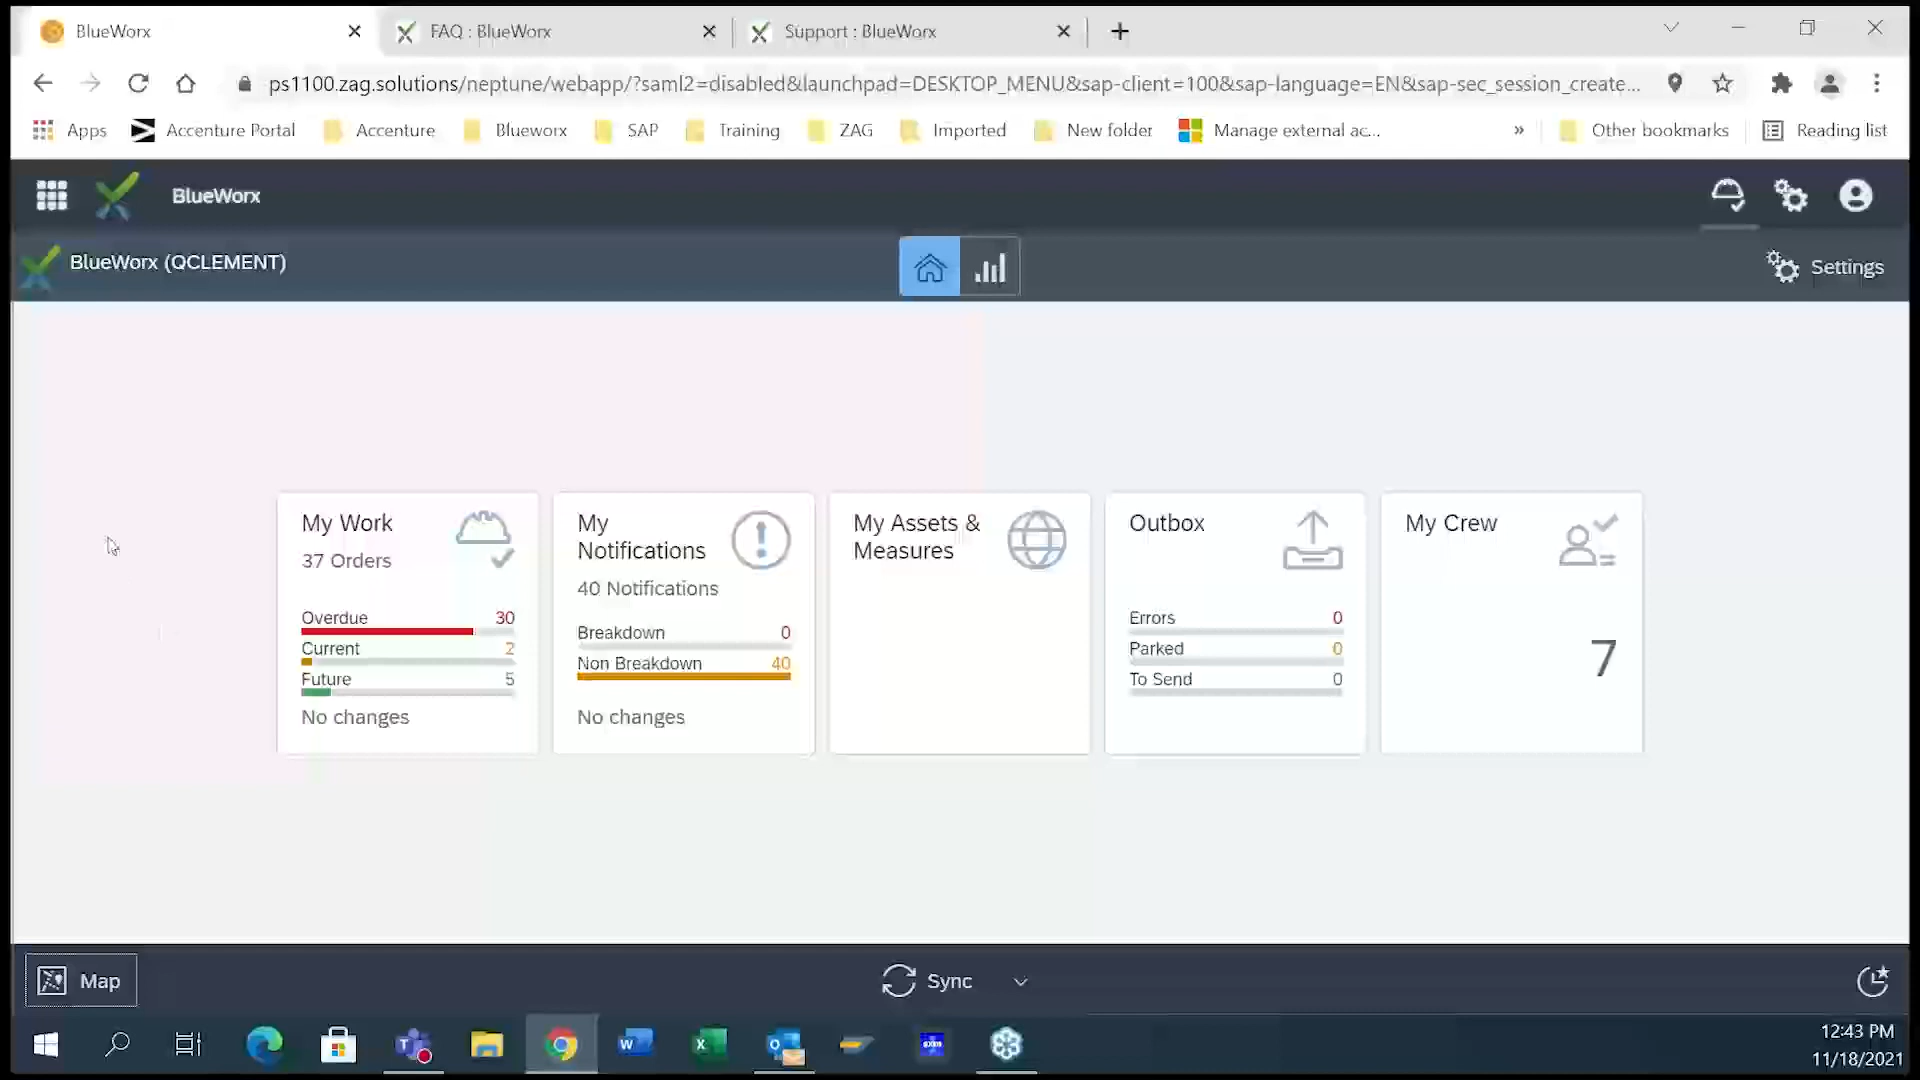 BlueWorx
FAQ : BlueWorx
Support : BlueWorx
ps1100.zag.solutions/neptune/webapp/?saml2=disabled&launchpad=DESKTOP_MENU&sap-client=100&sap-language=EN&sap-sec_session_create...
Apps
Accenture Portal
Accenture
Blueworx
SAP
Training
ZAG
Imported
New folder
Manage external ac...
»
Other bookmarks
Reading list
BlueWorx
BlueWorx (QCLEMENT)
Settings
My Work
37 Orders
Overdue 30
Current 2
Future 5
No changes
My
Notifications
40 Notifications
Breakdown 0
Non Breakdown 40
No changes
My Assets &
Measures
Outbox
Errors 0
Parked 0
To Send 0
My Crew
7
Map
Sync
12:43 PM
11/18/2021